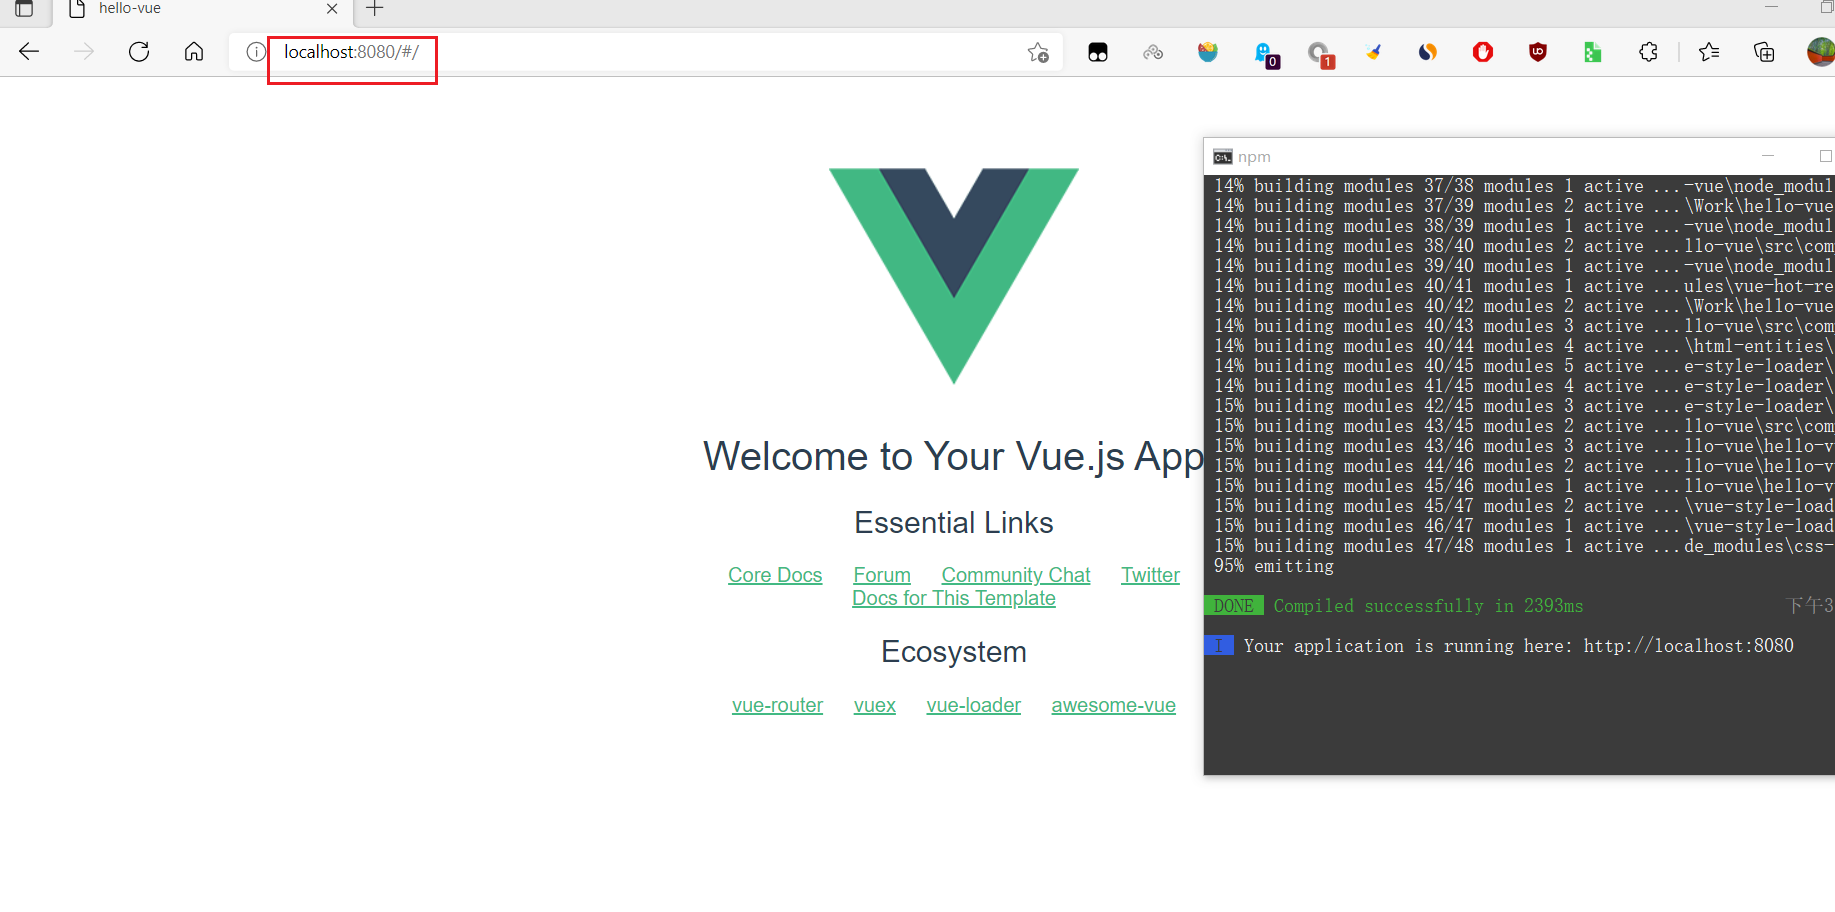 hello-vue
localhost:8080/#/
0
1
Welcome to Your Vue.js App
Essential Links
Core Docs Forum Community Chat Twitter
Docs for This Template
Ecosystem
vue-router vuex vue-loader awesome-vue
npm
14% building modules 37/38 modules 1 active ...-vue\node_modul
14% building modules 37/39 modules 2 active ...\Work\hello-vue
14% building modules 38/39 modules 1 active ...-vue\node_modul
14% building modules 38/40 modules 2 active ...llo-vue\src\com
14% building modules 39/40 modules 1 active ...-vue\node_modul
14% building modules 40/41 modules 1 active ...ules\vue-hot-re
14% building modules 40/42 modules 2 active ...\Work\hello-vue
14% building modules 40/43 modules 3 active ...llo-vue\src\com
14% building modules 40/44 modules 4 active ...\html-entities\
14% building modules 40/45 modules 5 active ...e-style-loader\
14% building modules 41/45 modules 4 active ...e-style-loader\
15% building modules 42/45 modules 3 active ...e-style-loader\
15% building modules 43/45 modules 2 active ...llo-vue\src\com
15% building modules 43/46 modules 3 active ...llo-vue\hello-v
15% building modules 44/46 modules 2 active ...llo-vue\hello-v
15% building modules 45/46 modules 1 active ...llo-vue\hello-v
15% building modules 45/47 modules 2 active ...\vue-style-load
15% building modules 46/47 modules 1 active ...\vue-style-load
15% building modules 47/48 modules 1 active ...de_modules\css-
95% emitting
DONE Compiled successfully in 2393ms 下午3
I Your application is running here: http://localhost:8080